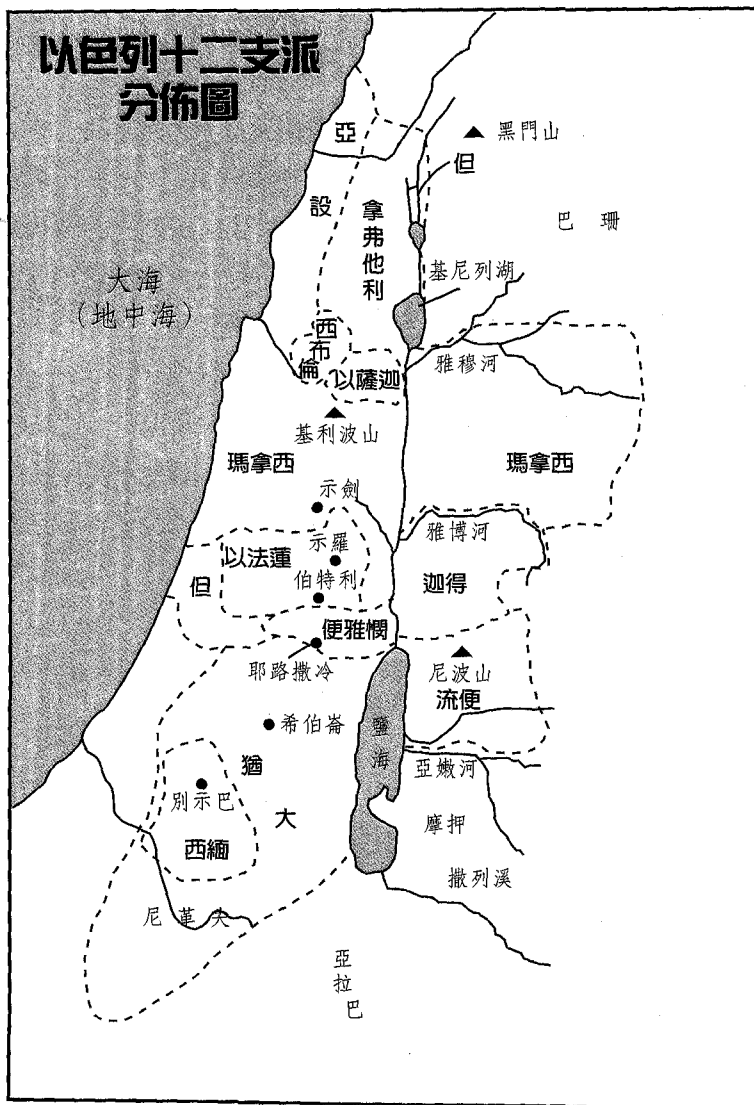 以色列十二支派
分佈圖
亞
設
黑門山
但
拿弗他利
巴珊
大海
（地中海）
基尼列湖
西布倫
以薩迦
雅穆河
基利波山
瑪拿西
瑪拿西
示劍
雅博河
示羅
以法蓮
伯特利
但
迦得
便雅憫
耶路撒冷
尼波山
流便
希伯崙
鹽海
猶
大
亞嫩河
別示巴
摩押
西緬
撒列溪
尼革夫
亞拉巴